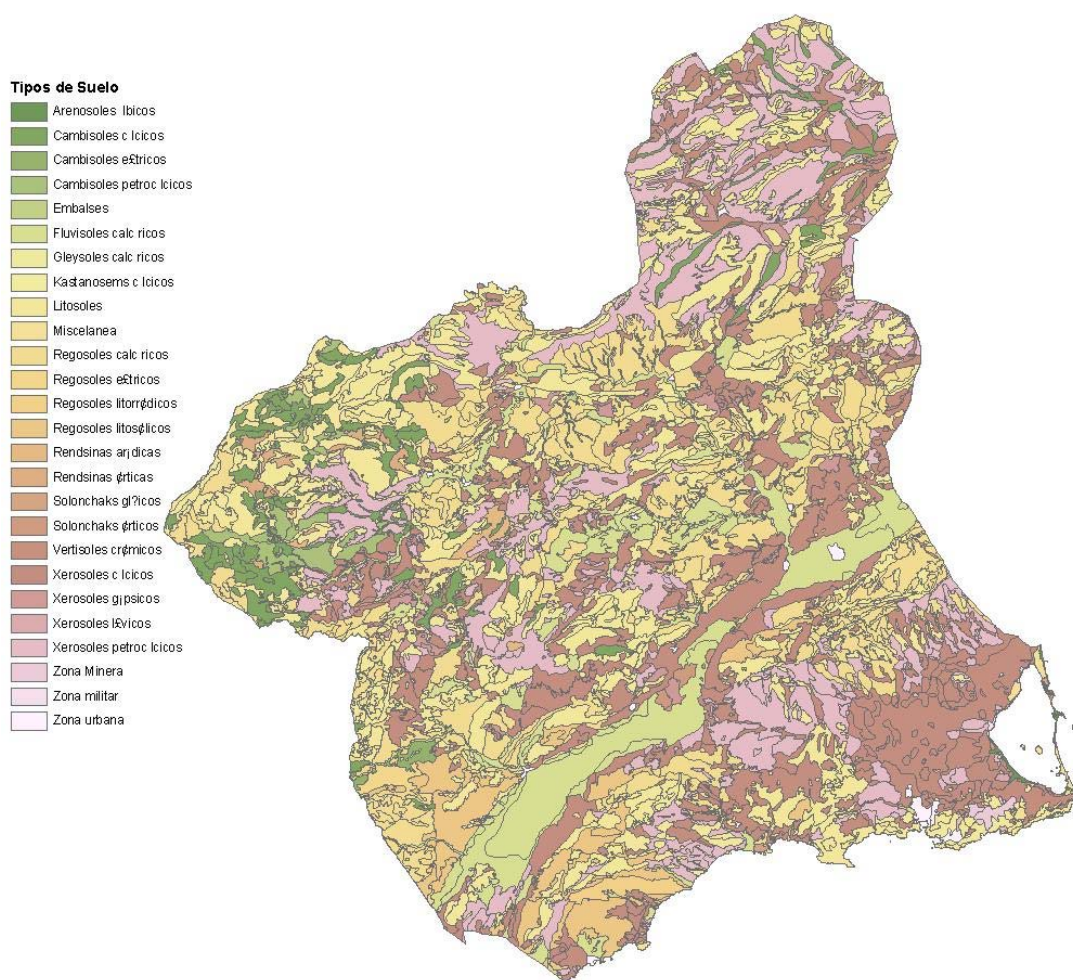 Tipos de Suelo
Arenosoles lbicos
Cambisoles c lcicos
Cambisoles e£tricos
Cambisoles petroc lcicos
Embalses
Fluvisoles calc ricos
Gleysoles calc ricos
Kastanosems c lcicos
Litosoles
Miscelanea
Regosoles calc ricos
Regosoles e£tricos
Regosoles litorr¢dicos
Regosoles litos¢licos
Rendsinas ar¡dicas
Rendsinas ¢rticas
Solonchaks gl?icos
Solonchaks ¢rticos
Vertisoles cr¢micos
Xerosoles c lcicos
Xerosoles g¡psicos
Xerosoles l£vicos
Xerosoles petroc lcicos
Zona Minera
Zona militar
Zona urbana